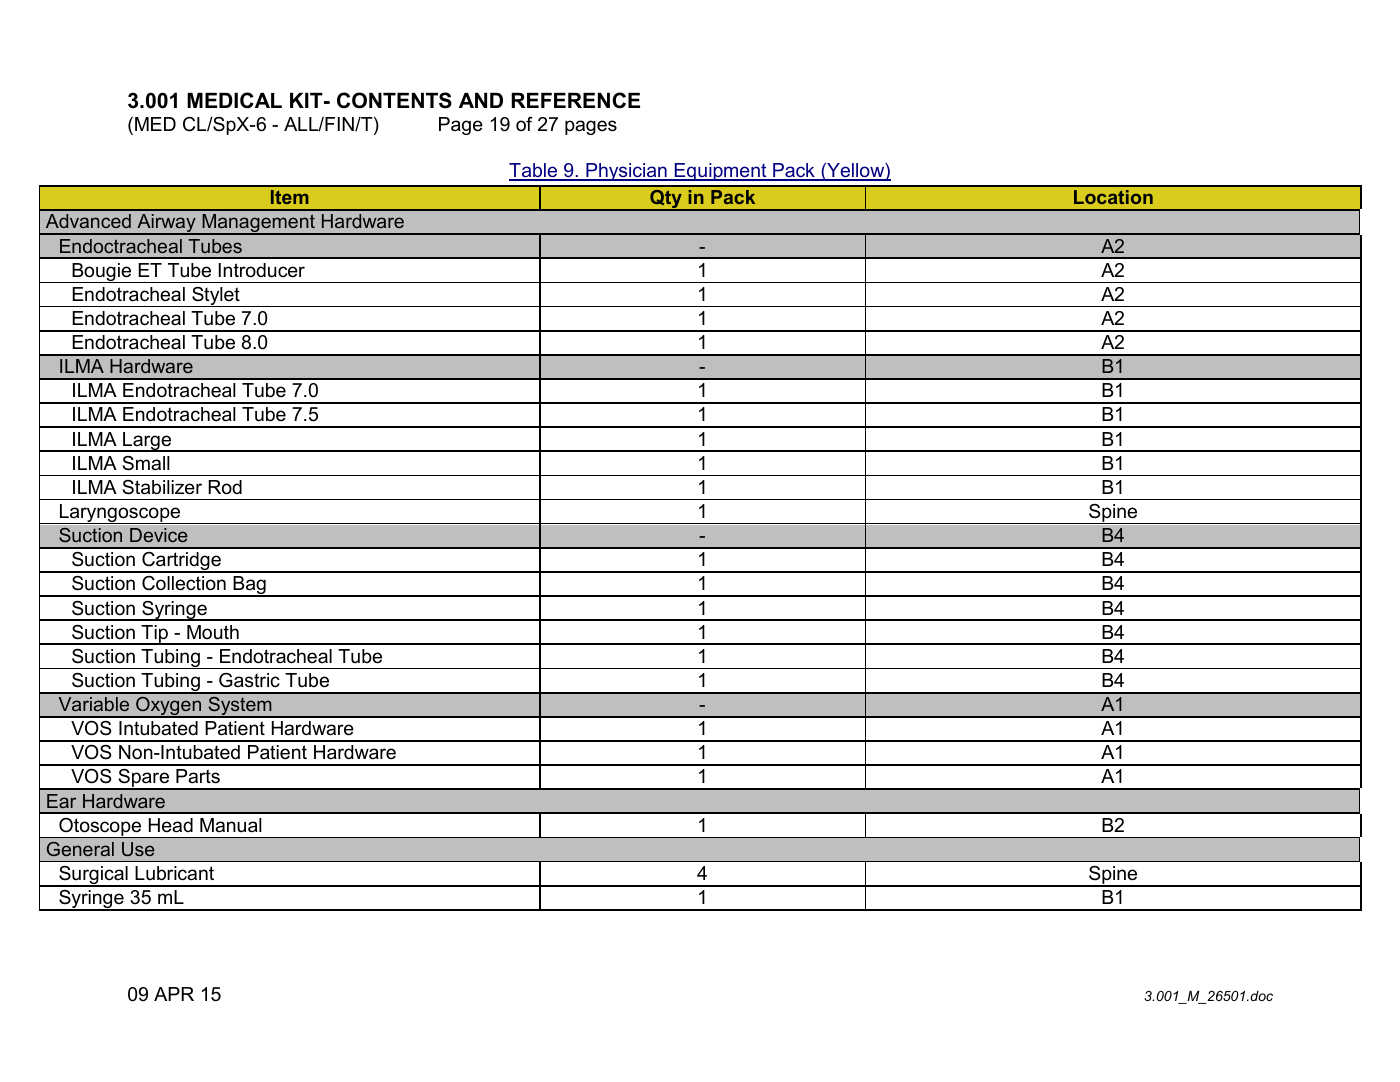 3.001 MEDICAL KIT- CONTENTS AND REFERENCE
(MED CL/SpX-6 - ALL/FIN/T) Page 19 of 27 pages
Table 9. Physician Equipment Pack (Yellow)
Item Qty in Pack Location
Advanced Airway Management Hardware
Endoctracheal Tubes - A2
Bougie ET Tube Introducer 1 A2
Endotracheal Stylet 1 A2
Endotracheal Tube 7.0 1 A2
Endotracheal Tube 8.0 1 A2
ILMA Hardware - B1
ILMA Endotracheal Tube 7.0 1 B1
ILMA Endotracheal Tube 7.5 1 B1
ILMA Large 1 B1
ILMA Small 1 B1
ILMA Stabilizer Rod 1 B1
Laryngoscope 1 Spine
Suction Device - B4
Suction Cartridge 1 B4
Suction Collection Bag 1 B4
Suction Syringe 1 B4
Suction Tip - Mouth 1 B4
Suction Tubing - Endotracheal Tube 1 B4
Suction Tubing - Gastric Tube 1 B4
Variable Oxygen System - A1
VOS Intubated Patient Hardware 1 A1
VOS Non-Intubated Patient Hardware 1 A1
VOS Spare Parts 1 A1
Ear Hardware
Otoscope Head Manual 1 B2
General Use
Surgical Lubricant 4 Spine
Syringe 35 mL 1 B1
09 APR 15 3.001_M_26501.doc